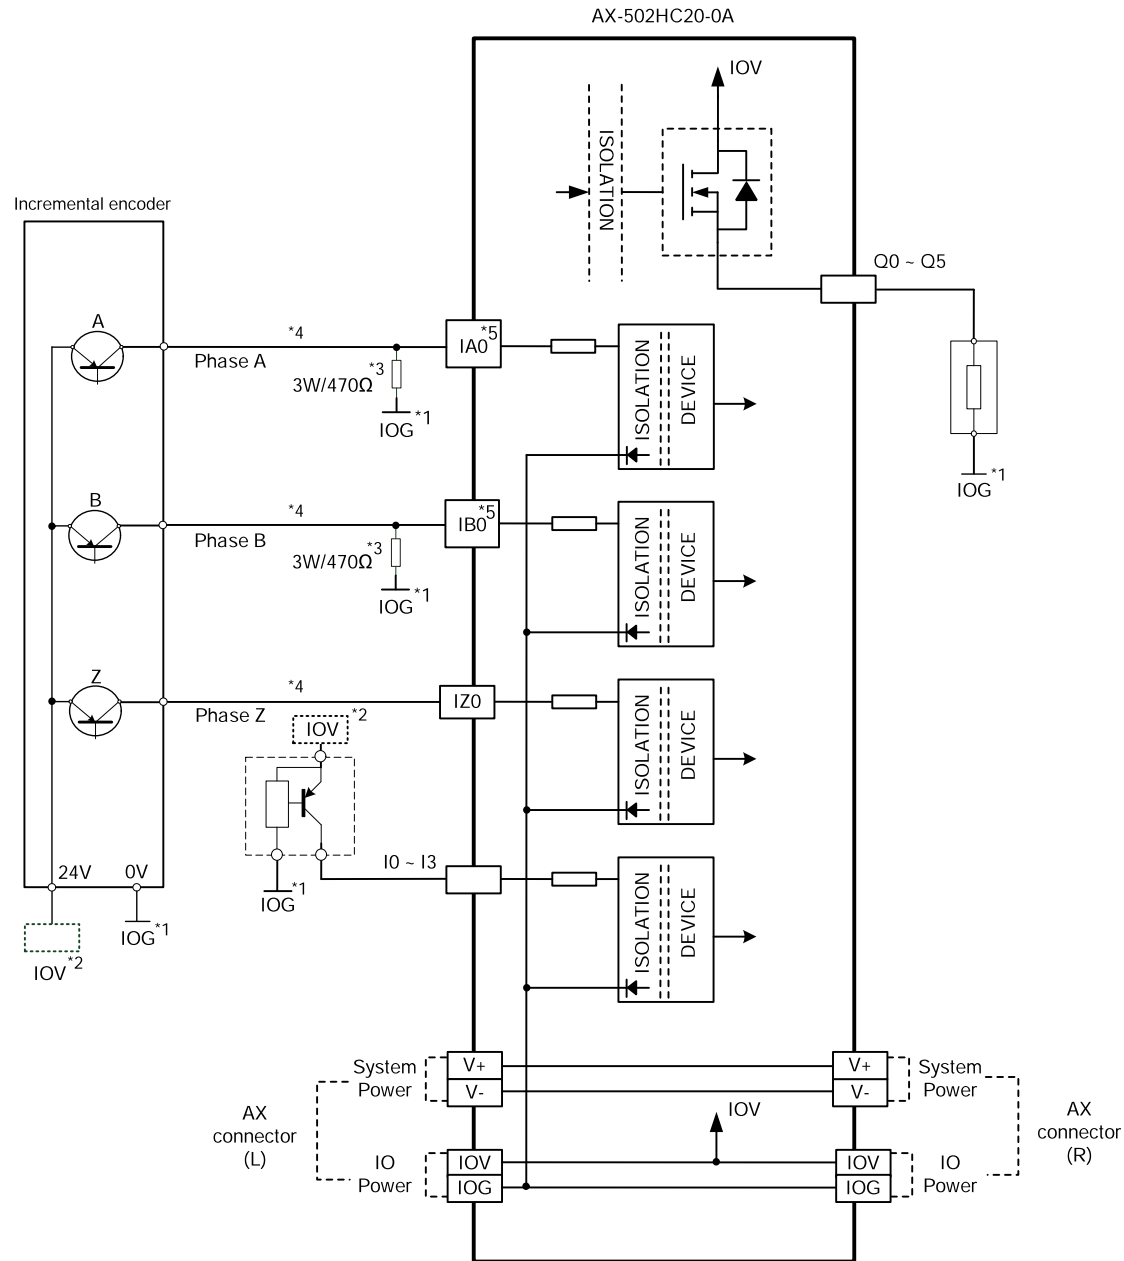 AX-502HC20-0A
IOV
ISOLATION
Incremental encoder
Q0 ~ Q5
A
*4
Phase A
3W/470Ω*3
IOG*1
IA0*5
ISOLATION
DEVICE
IOG*1
B
*4
Phase B
3W/470Ω*3
IOG*1
IB0*5
ISOLATION
DEVICE
Z
*4
Phase Z
IZ0
ISOLATION
DEVICE
IOV*2
I0 ~ I3
IOG*1
ISOLATION
DEVICE
24V
0V
IOV*2
IOG*1
System
Power
V+
V-
V+
V-
System
Power
AX
connector
(L)
IOV
AX
connector
(R)
IO
Power
IOV
IOG
IOV
IOG
IO
Power